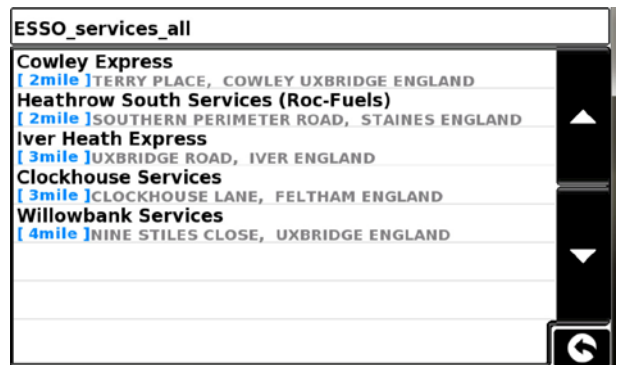 ESSO_services_all
Cowley Express
[ 2mile ]TERRY PLACE, COWLEY UXBRIDGE ENGLAND
Heathrow South Services (Roc-Fuels)
[ 2mile ]SOUTHERN PERIMETER ROAD, STAINES ENGLAND
Iver Heath Express
[ 3mile ]UXBRIDGE ROAD, IVER ENGLAND
Clockhouse Services
[ 3mile ]CLOCKHOUSE LANE, FELTHAM ENGLAND
Willowbank Services
[ 4mile ]NINE STILES CLOSE, UXBRIDGE ENGLAND